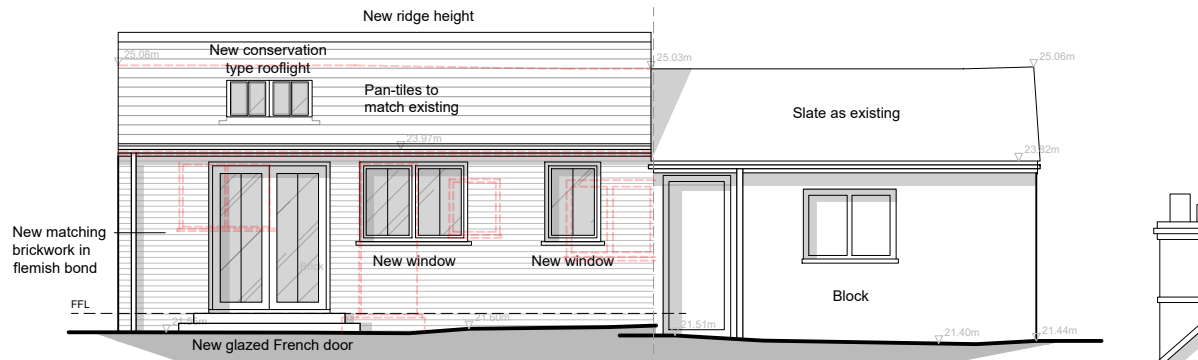 New ridge height
25.08m
New conservation
type rooflight
25.03m
25.06m
Pan-tiles to
match existing
Slate as existing
23.97m
23.82m
New matching
brickwork in
flemish bond
New window
New window
Brick
Block
FFL
21.60m
21.51m
21.40m
21.44m
New glazed French door